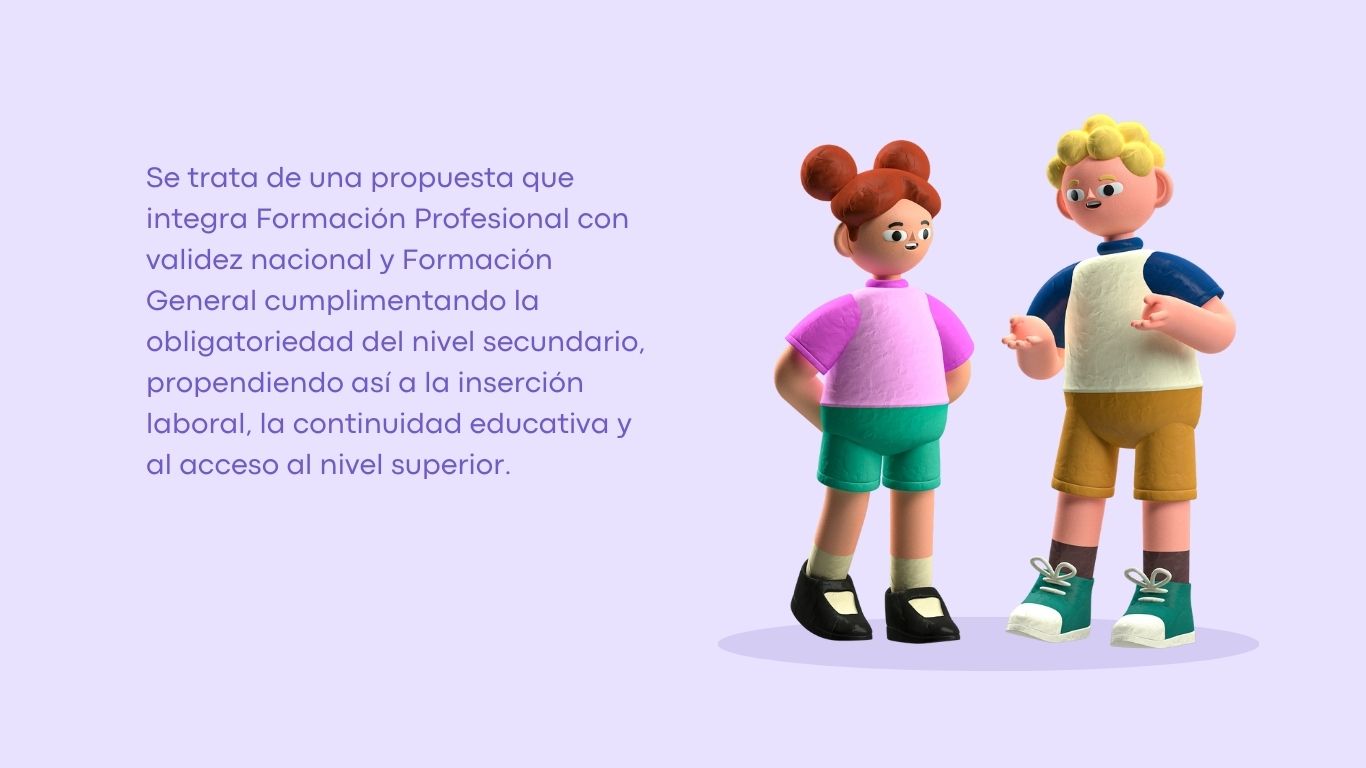 Se trata de una propuesta que
integra Formación Profesional con
validez nacional y Formación
General cumplimentando la
obligatoriedad del nivel secundario,
propendiendo así a la inserción
laboral, la continuidad educativa y
al acceso al nivel superior.